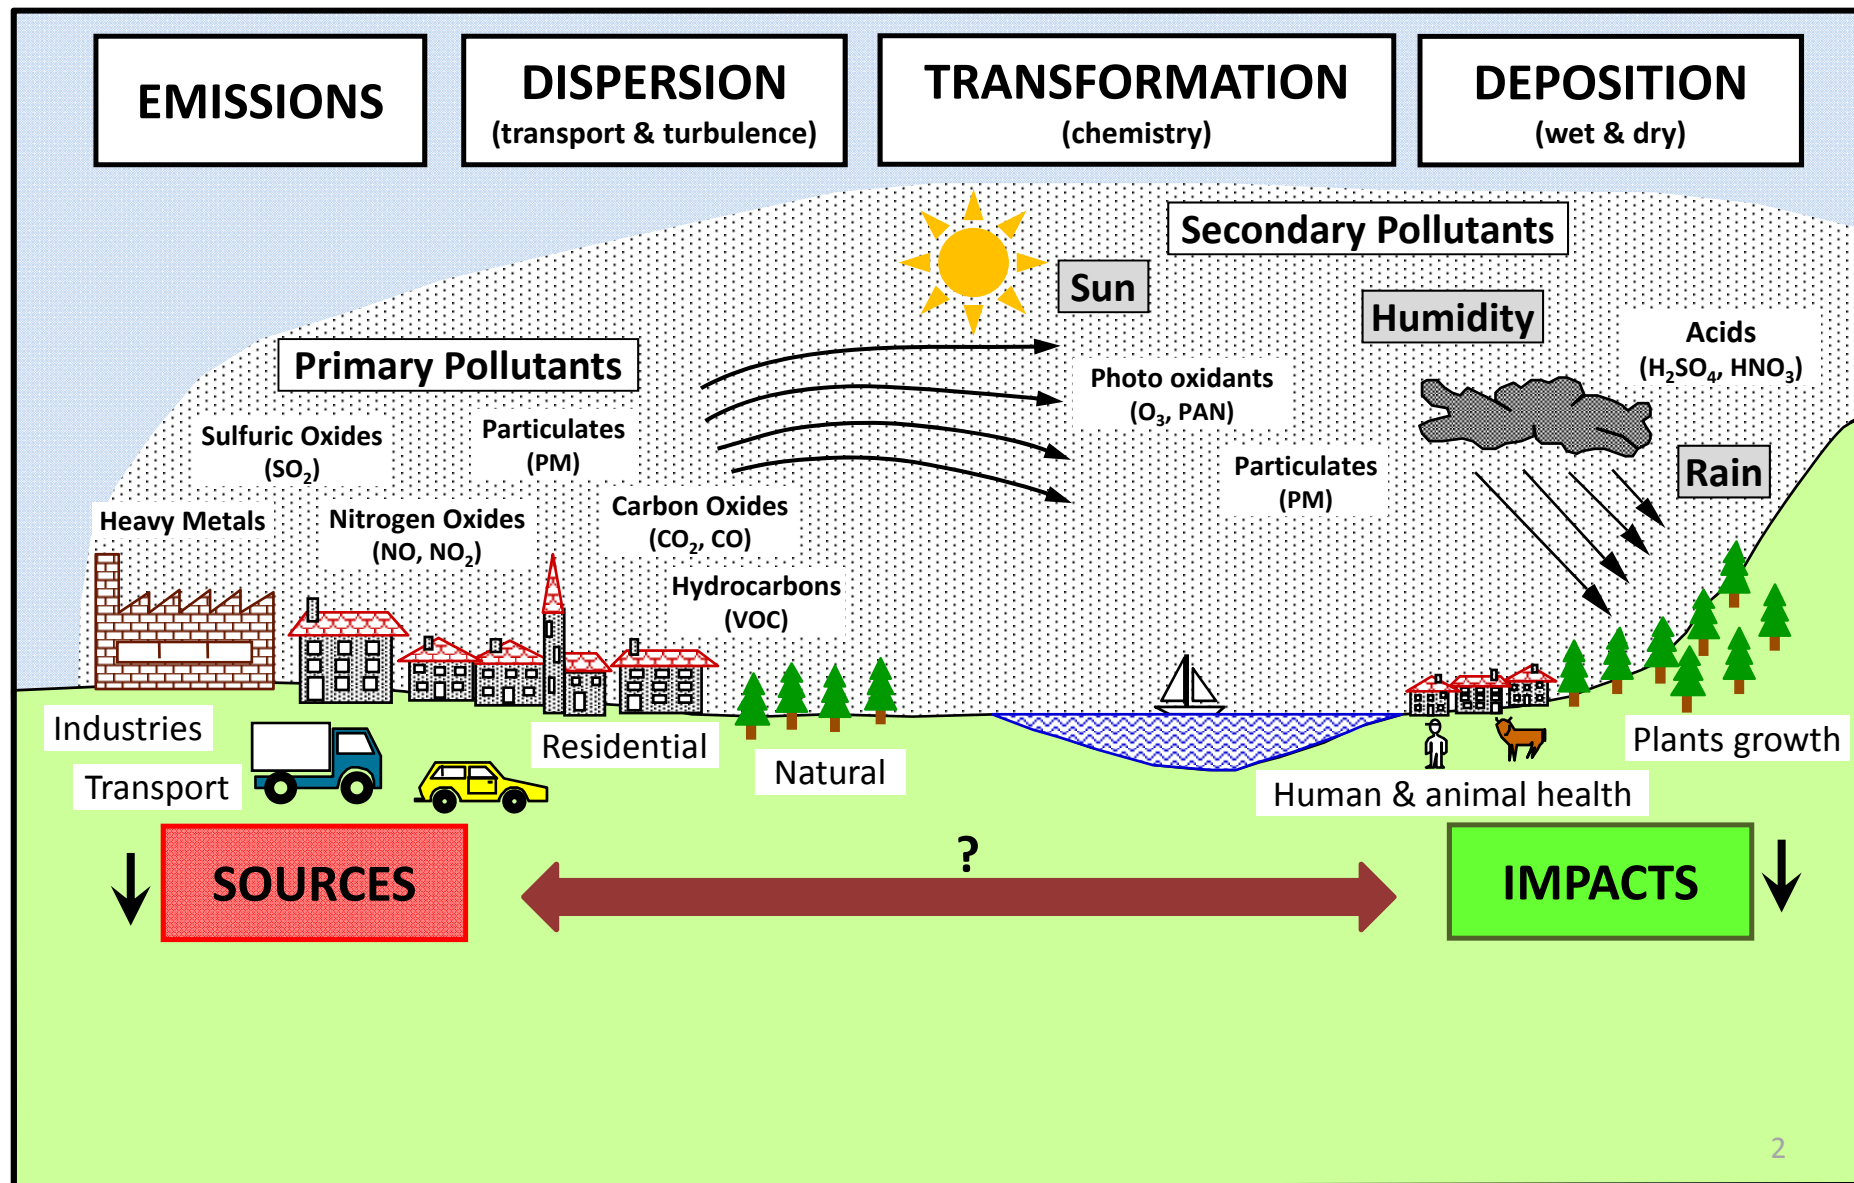 EMISSIONS
DISPERSION
(transport & turbulence)
TRANSFORMATION
(chemistry)
DEPOSITION
(wet & dry)
Secondary Pollutants
Sun
Humidity
Acids
(H₂SO₄, HNO₃)
Primary Pollutants
Photo oxidants
(O₃, PAN)
Sulfuric Oxides
(SO₂)
Particulates
(PM)
Particulates
(PM)
Rain
Heavy Metals
Nitrogen Oxides
(NO, NO₂)
Carbon Oxides
(CO₂, CO)
Hydrocarbons
(VOC)
Industries
Transport
Residential
Natural
Plants growth
Human & animal health
SOURCES
?
IMPACTS
2